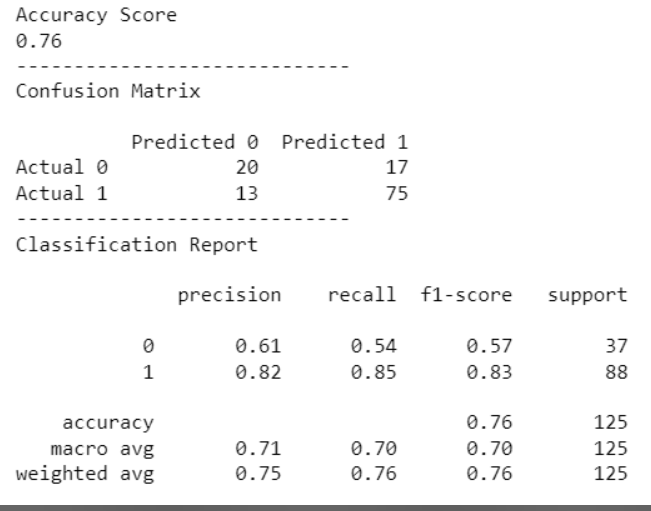 Accuracy Score
0.76
-----------------------------
Confusion Matrix
Predicted 0 Predicted 1
Actual 0 20 17
Actual 1 13 75
-----------------------------
Classification Report
precision recall f1-score support
0 0.61 0.54 0.57 37
1 0.82 0.85 0.83 88
accuracy 0.76 125
macro avg 0.71 0.70 0.70 125
weighted avg 0.75 0.76 0.76 125